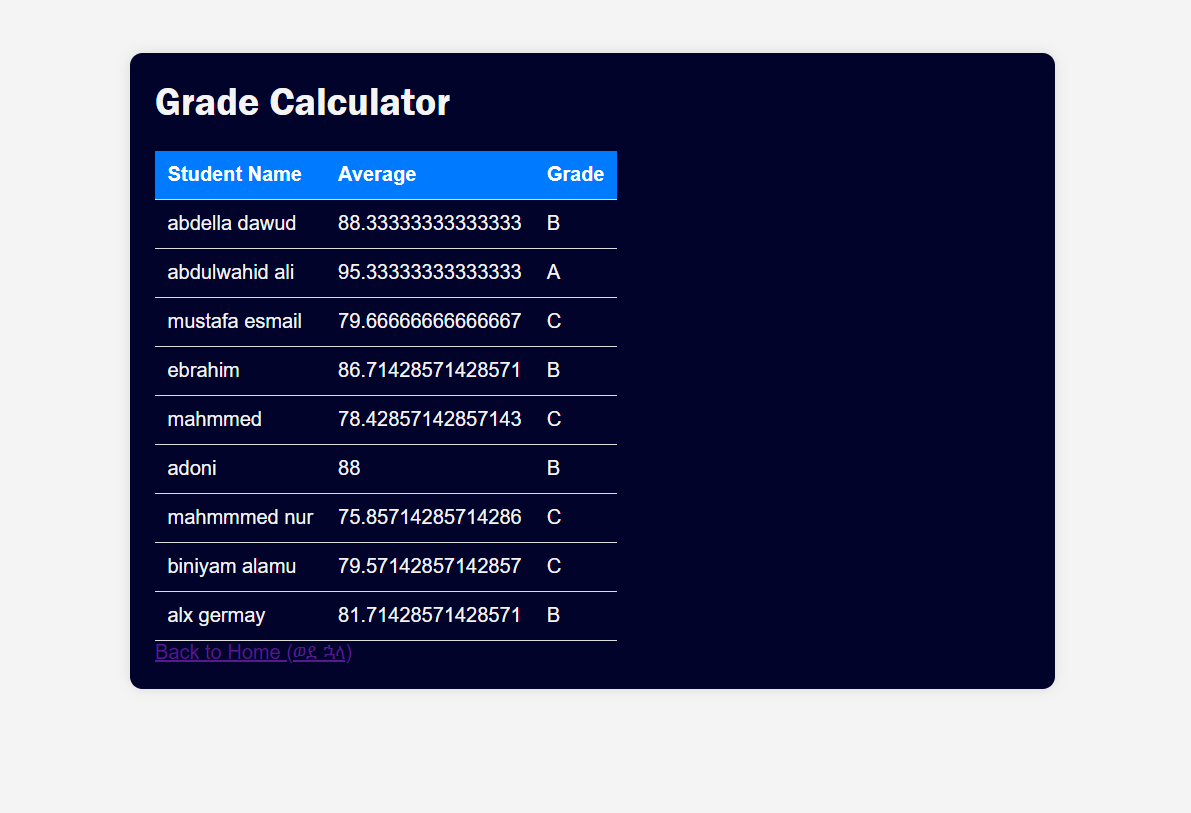 Grade Calculator
Student Name Average Grade
abdella dawud 88.33333333333333 B
abdulwahid ali 95.33333333333333 A
mustafa esmail 79.66666666666667 C
ebrahim 86.71428571428571 B
mahmmed 78.42857142857143 C
adoni 88 B
mahmmmed nur 75.85714285714286 C
biniyam alamu 79.57142857142857 C
alx germay 81.71428571428571 B
Back to Home (ወደ ኋላ)